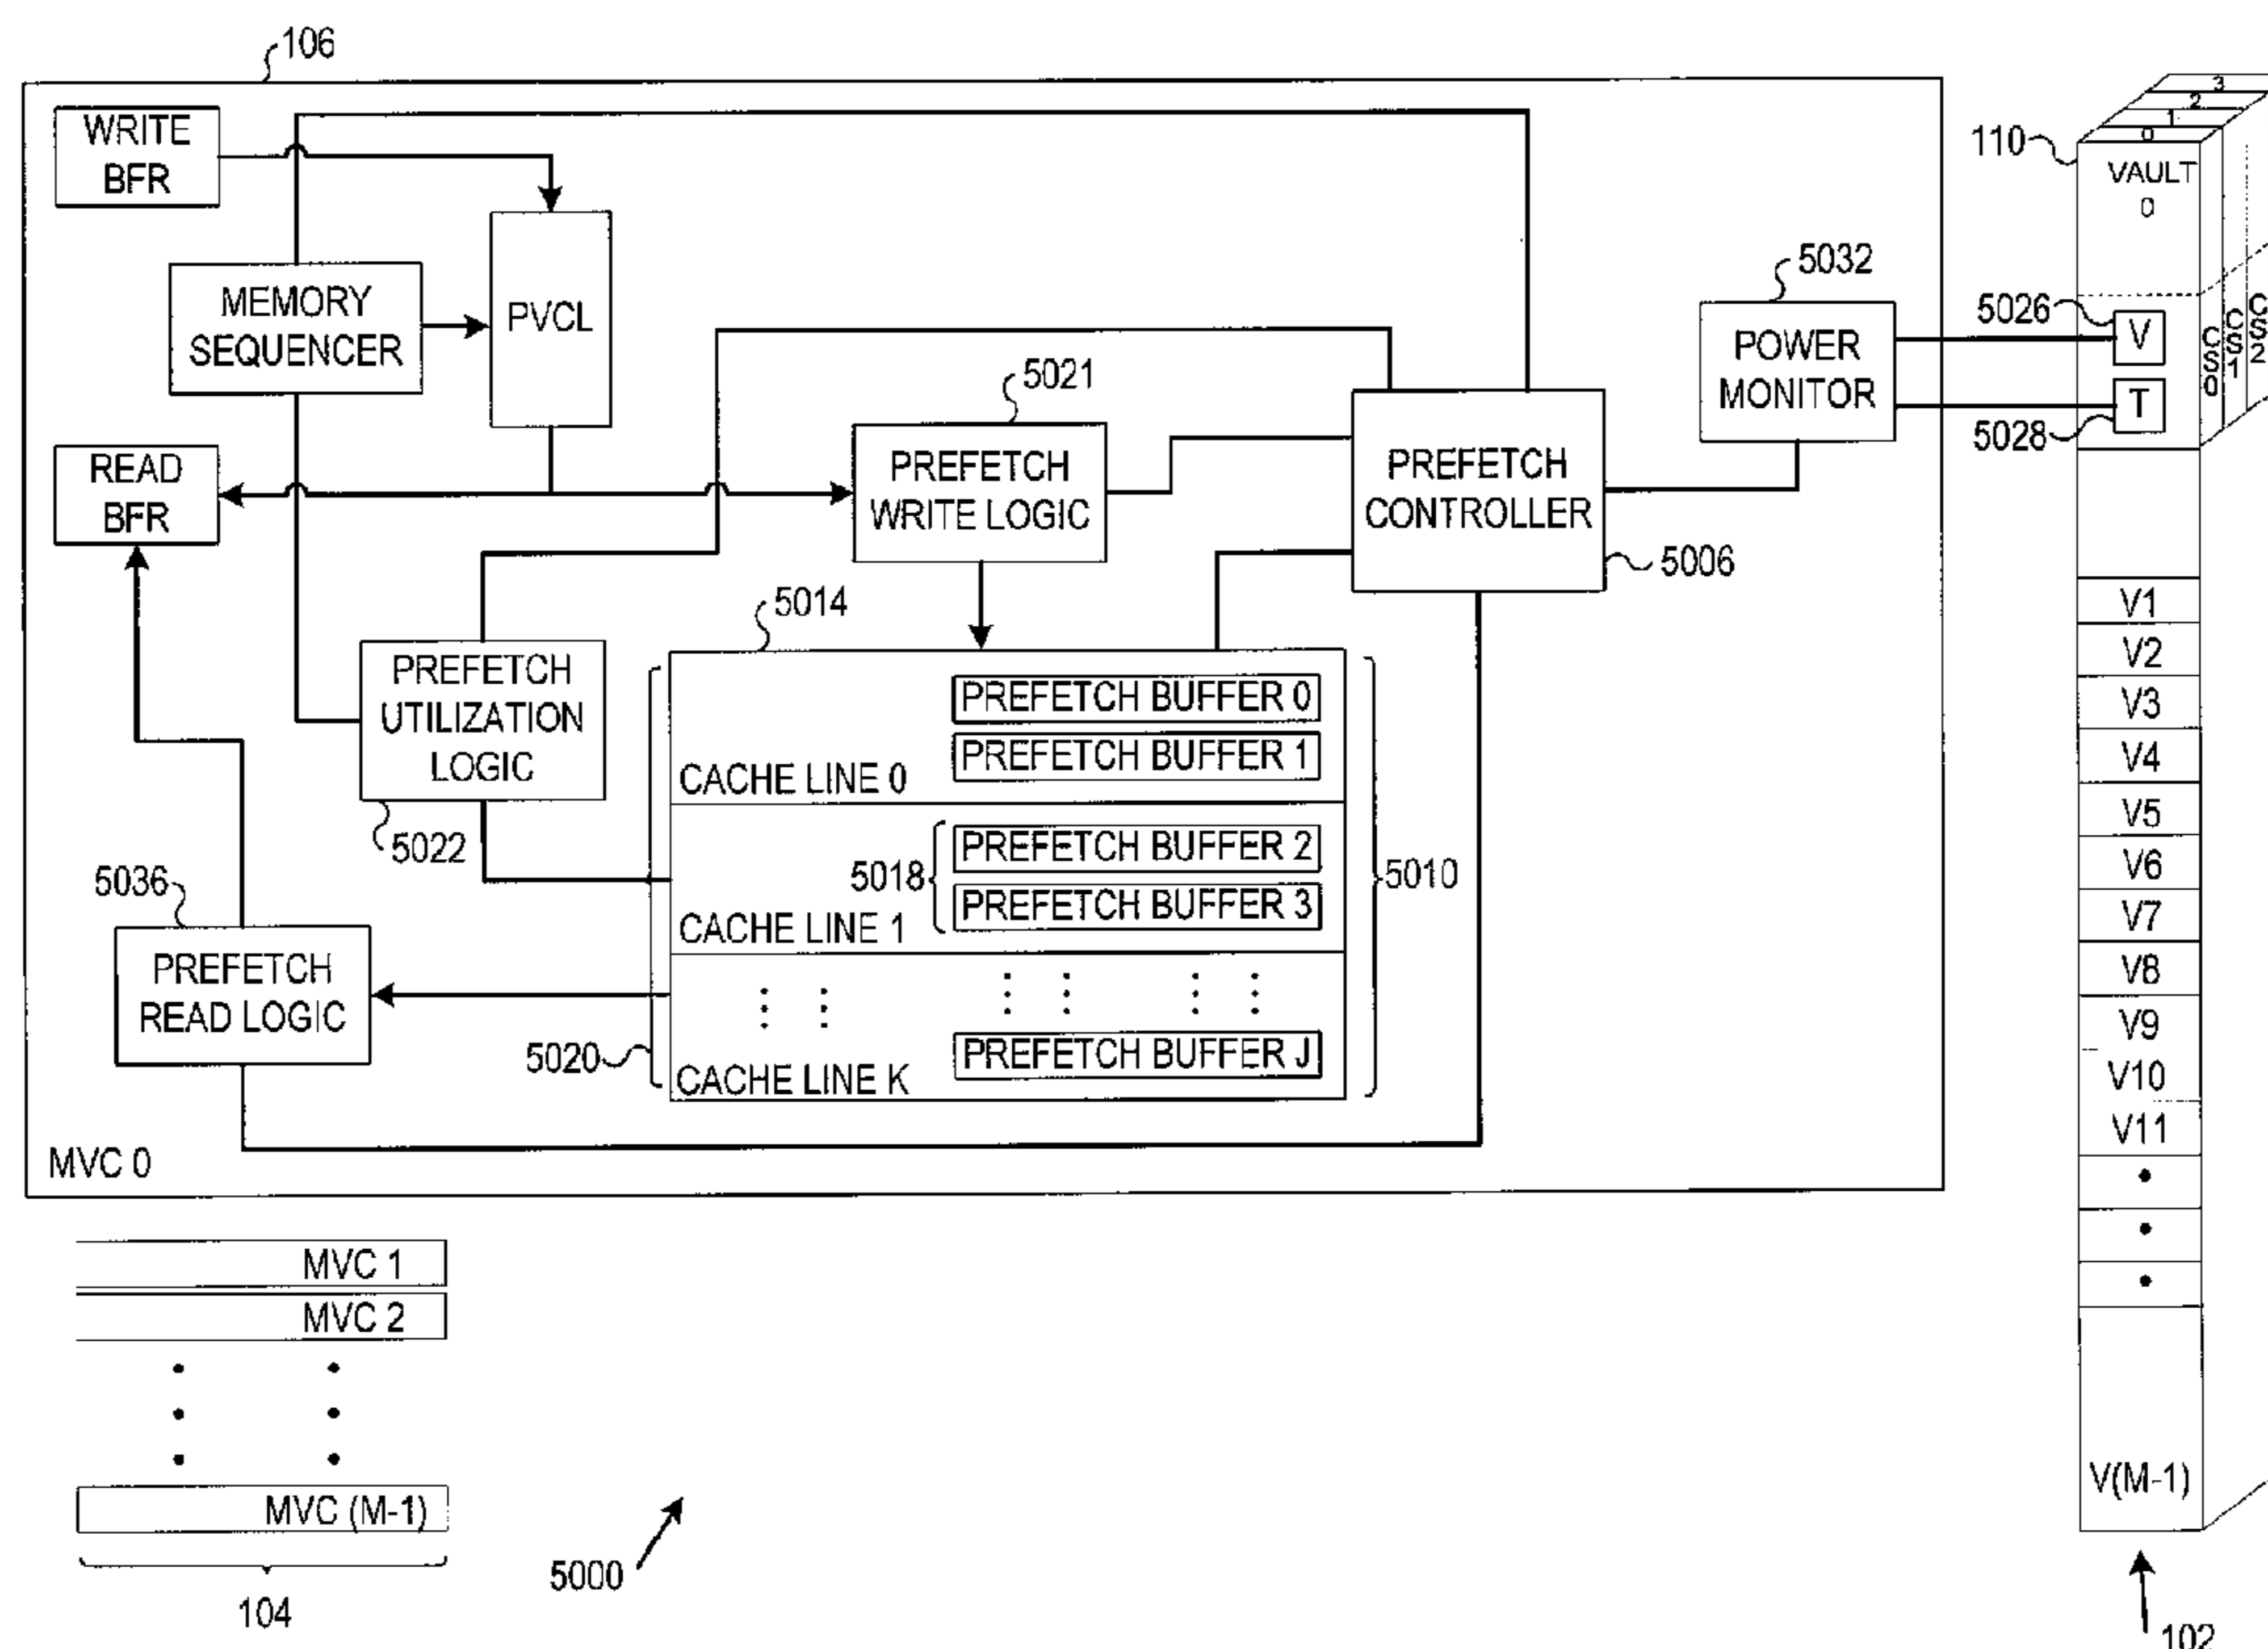 106
WRITE
BFR
MEMORY
SEQUENCER
PVCL
READ
BFR
5021
PREFETCH
WRITE LOGIC
PREFETCH
CONTROLLER
5006
5032
POWER
MONITOR
PREFETCH
UTILIZATION
LOGIC
5022
5014
PREFETCH BUFFER 0
PREFETCH BUFFER 1
CACHE LINE 0
5018
PREFETCH BUFFER 2
PREFETCH BUFFER 3
CACHE LINE 1
5010
PREFETCH BUFFER J
CACHE LINE K
5020
5036
PREFETCH
READ LOGIC
MVC 0
MVC 1
MVC 2
MVC (M-1)
104
5000
3
2
1
0
110
VAULT
0
5026
V
5028
T
CS0
CS1
CS2
V1
V2
V3
V4
V5
V6
V7
V8
V9
V10
V11
V(M-1)
102